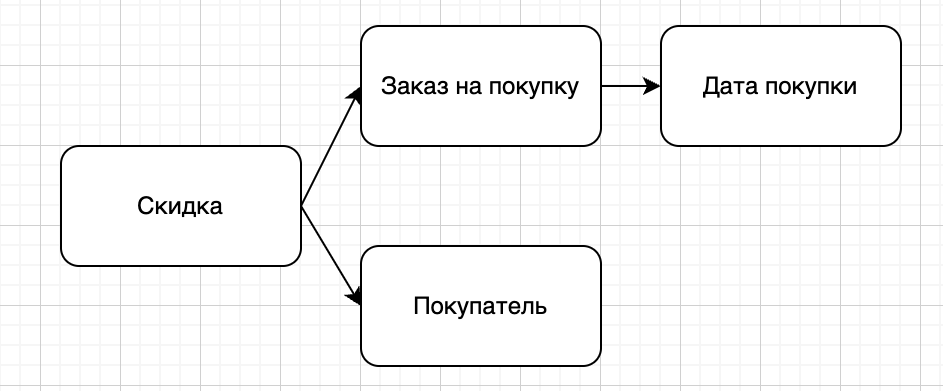 Заказ на покупку
Дата покупки
Скидка
Покупатель